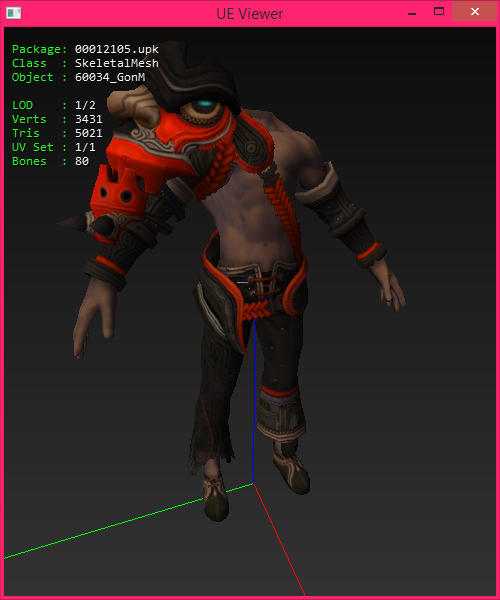 UE Viewer
Package: 00012105.upk
Class : SkeletalMesh
Object : 60034_GonM
LOD : 1/2
Verts : 3431
Tris : 5021
UV Set : 1/1
Bones : 80